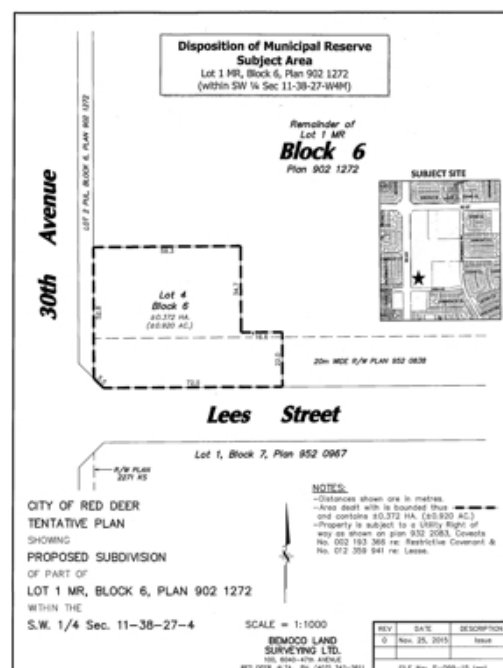 Disposition of Municipal Reserve
Subject Area
Lot 1 MR, Block 6, Plan 902 1272
(within SW ¼ Sec 11-38-27-W4M)
LOT 2 PUL, BLOCK 6, PLAN 902 1272
30th Avenue
Remainder of
Lot 1 MR
Block 6
Plan 902 1272
SUBJECT SITE
Lot 4
Block 6
±0.372 HA.
(±0.920 AC.)
20m WIDE R/W PLAN 952 0838
Lees Street
Lot 1, Block 7, Plan 952 0967
R/W PLAN
2271 KS
NOTES:
-Distances shown are in metres.
-Area dealt with is bounded thus
and contains ±0.372 HA. (±0.920 AC.)
-Property is subject to a Utility Right of
way as shown on plan 932 2083, Caveats
No. 002 193 366 re: Restrictive Covenant &
No. 012 359 941 re: Lease.
CITY OF RED DEER
TENTATIVE PLAN
SHOWING
PROPOSED SUBDIVISION
OF PART OF
LOT 1 MR, BLOCK 6, PLAN 902 1272
WITHIN THE
S.W. 1/4 Sec. 11-38-27-4
SCALE = 1:1000
BEMOCO LAND
SURVEYING LTD.
REV DATE DESCRIPTION
0 Nov. 25, 2015 Issue